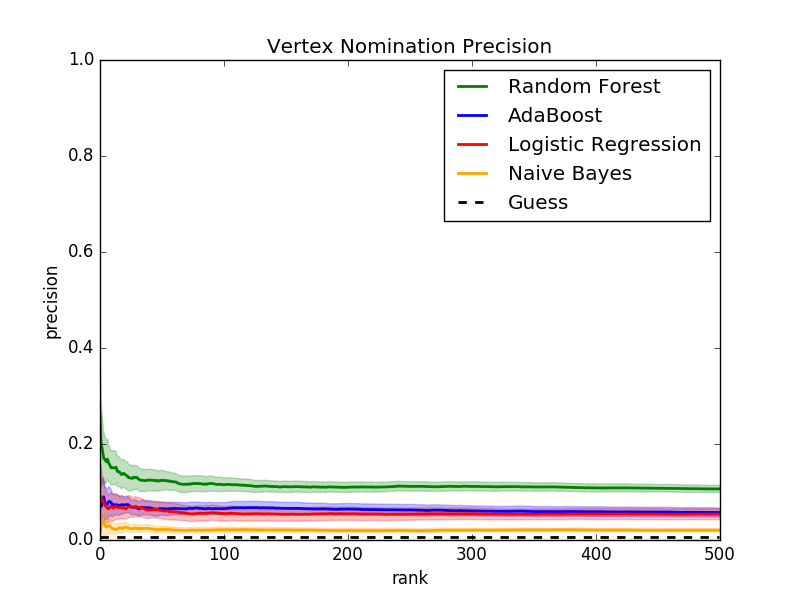 Vertex Nomination Precision
1.0
0.8
0.6
0.4
0.2
0.0
precision
Random Forest
AdaBoost
Logistic Regression
Naive Bayes
Guess
0 100 200 300 400 500
rank